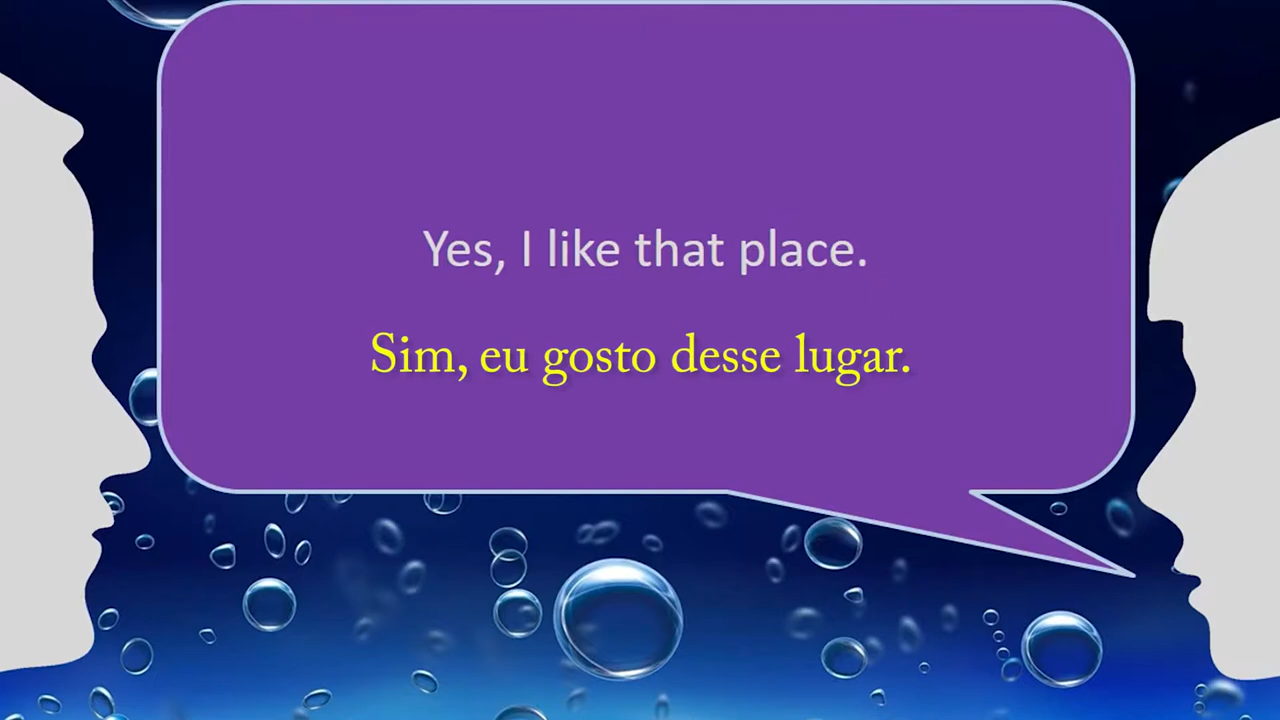 Yes, I like that place.
Sim, eu gosto desse lugar.